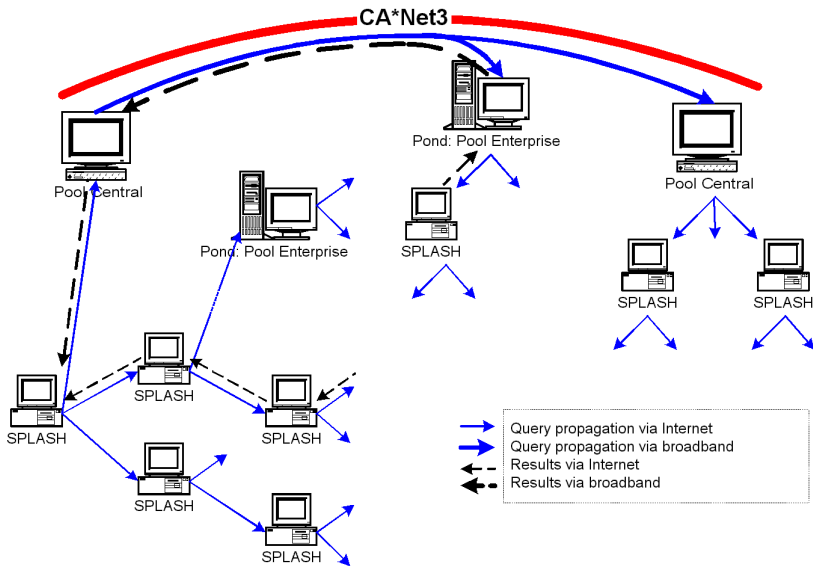 CA*Net3
Pond: Pool Enterprise
Pool Central
Pool Central
Pond: Pool Enterprise
SPLASH
SPLASH
SPLASH
SPLASH
SPLASH
SPLASH
SPLASH
SPLASH
Query propagation via Internet
Query propagation via broadband
Results via Internet
Results via broadband